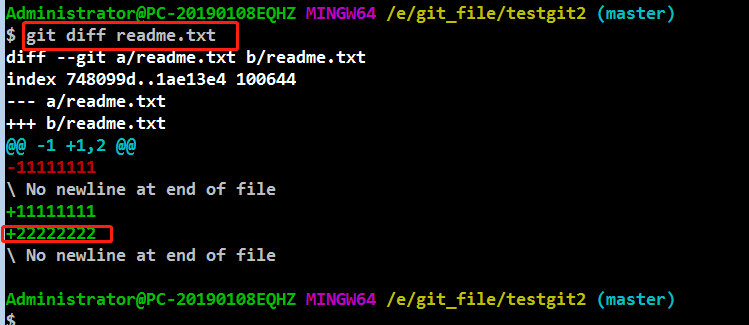 Administrator@PC-20190108EQHZ MINGW64 /e/git_file/testgit2 (master)
$ git diff readme.txt
diff --git a/readme.txt b/readme.txt
index 748099d..1ae13e4 100644
--- a/readme.txt
+++ b/readme.txt
@@ -1 +1,2 @@
-11111111
\ No newline at end of file
+11111111
+22222222
\ No newline at end of file
Administrator@PC-20190108EQHZ MINGW64 /e/git_file/testgit2 (master)
$